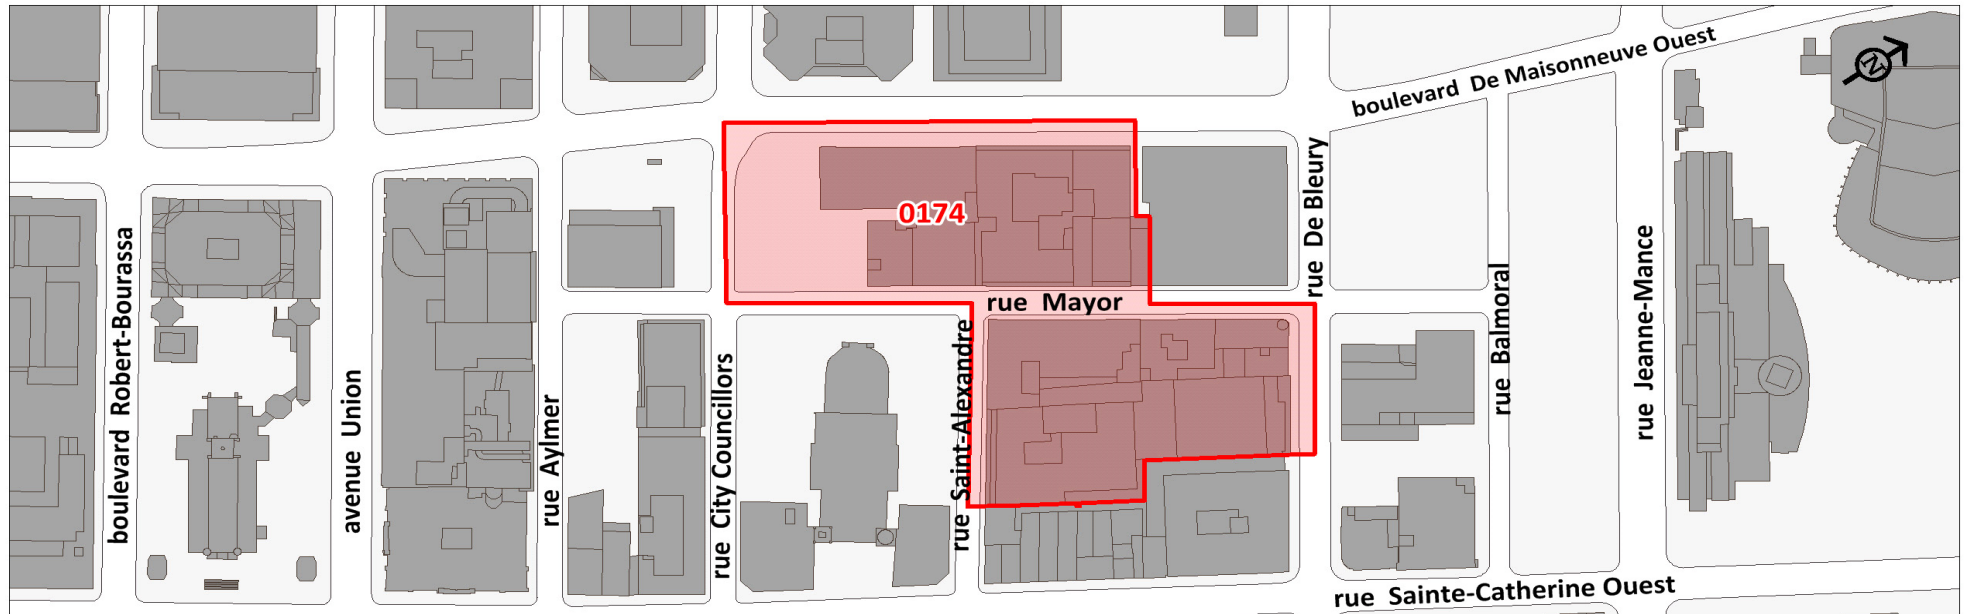 boulevard De Maisonneuve Ouest
N
0174
rue Mayor
boulevard Robert-Bourassa
avenue Union
rue Aylmer
rue City Councillors
rue Saint-Alexandre
rue De Bleury
rue Balmoral
rue Jeanne-Mance
rue Sainte-Catherine Ouest